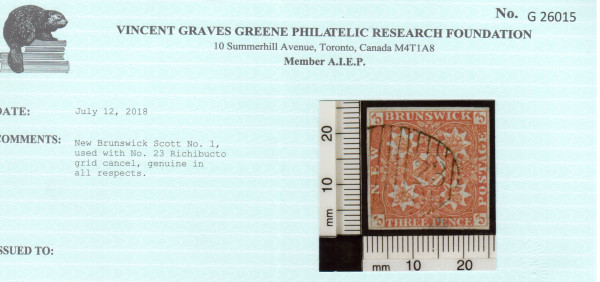 No. G 26015
VINCENT GRAVES GREENE PHILATELIC RESEARCH FOUNDATION
10 Summerhill Avenue, Toronto, Canada M4T1A8
Member A.I.E.P.
DATE: July 12, 2018
COMMENTS: New Brunswick Scott No. 1,
used with No. 23 Richibucto
grid cancel, genuine in
all respects.
ISSUED TO:
20
10
mm
NEW
BRUNSWICK
POSTAGE
THREE PENCE
23
mm 10 20